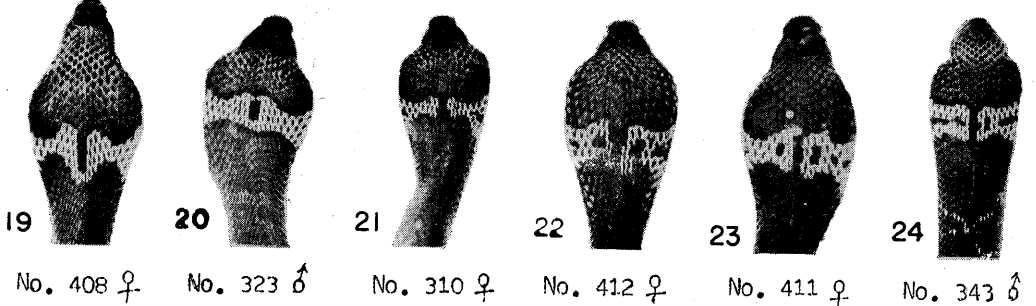 19 20 21 22 23 24
No. 408 ♀ No. 323 ♂ No. 310 ♀ No. 412 ♀ No. 411 ♀ No. 343 ♂